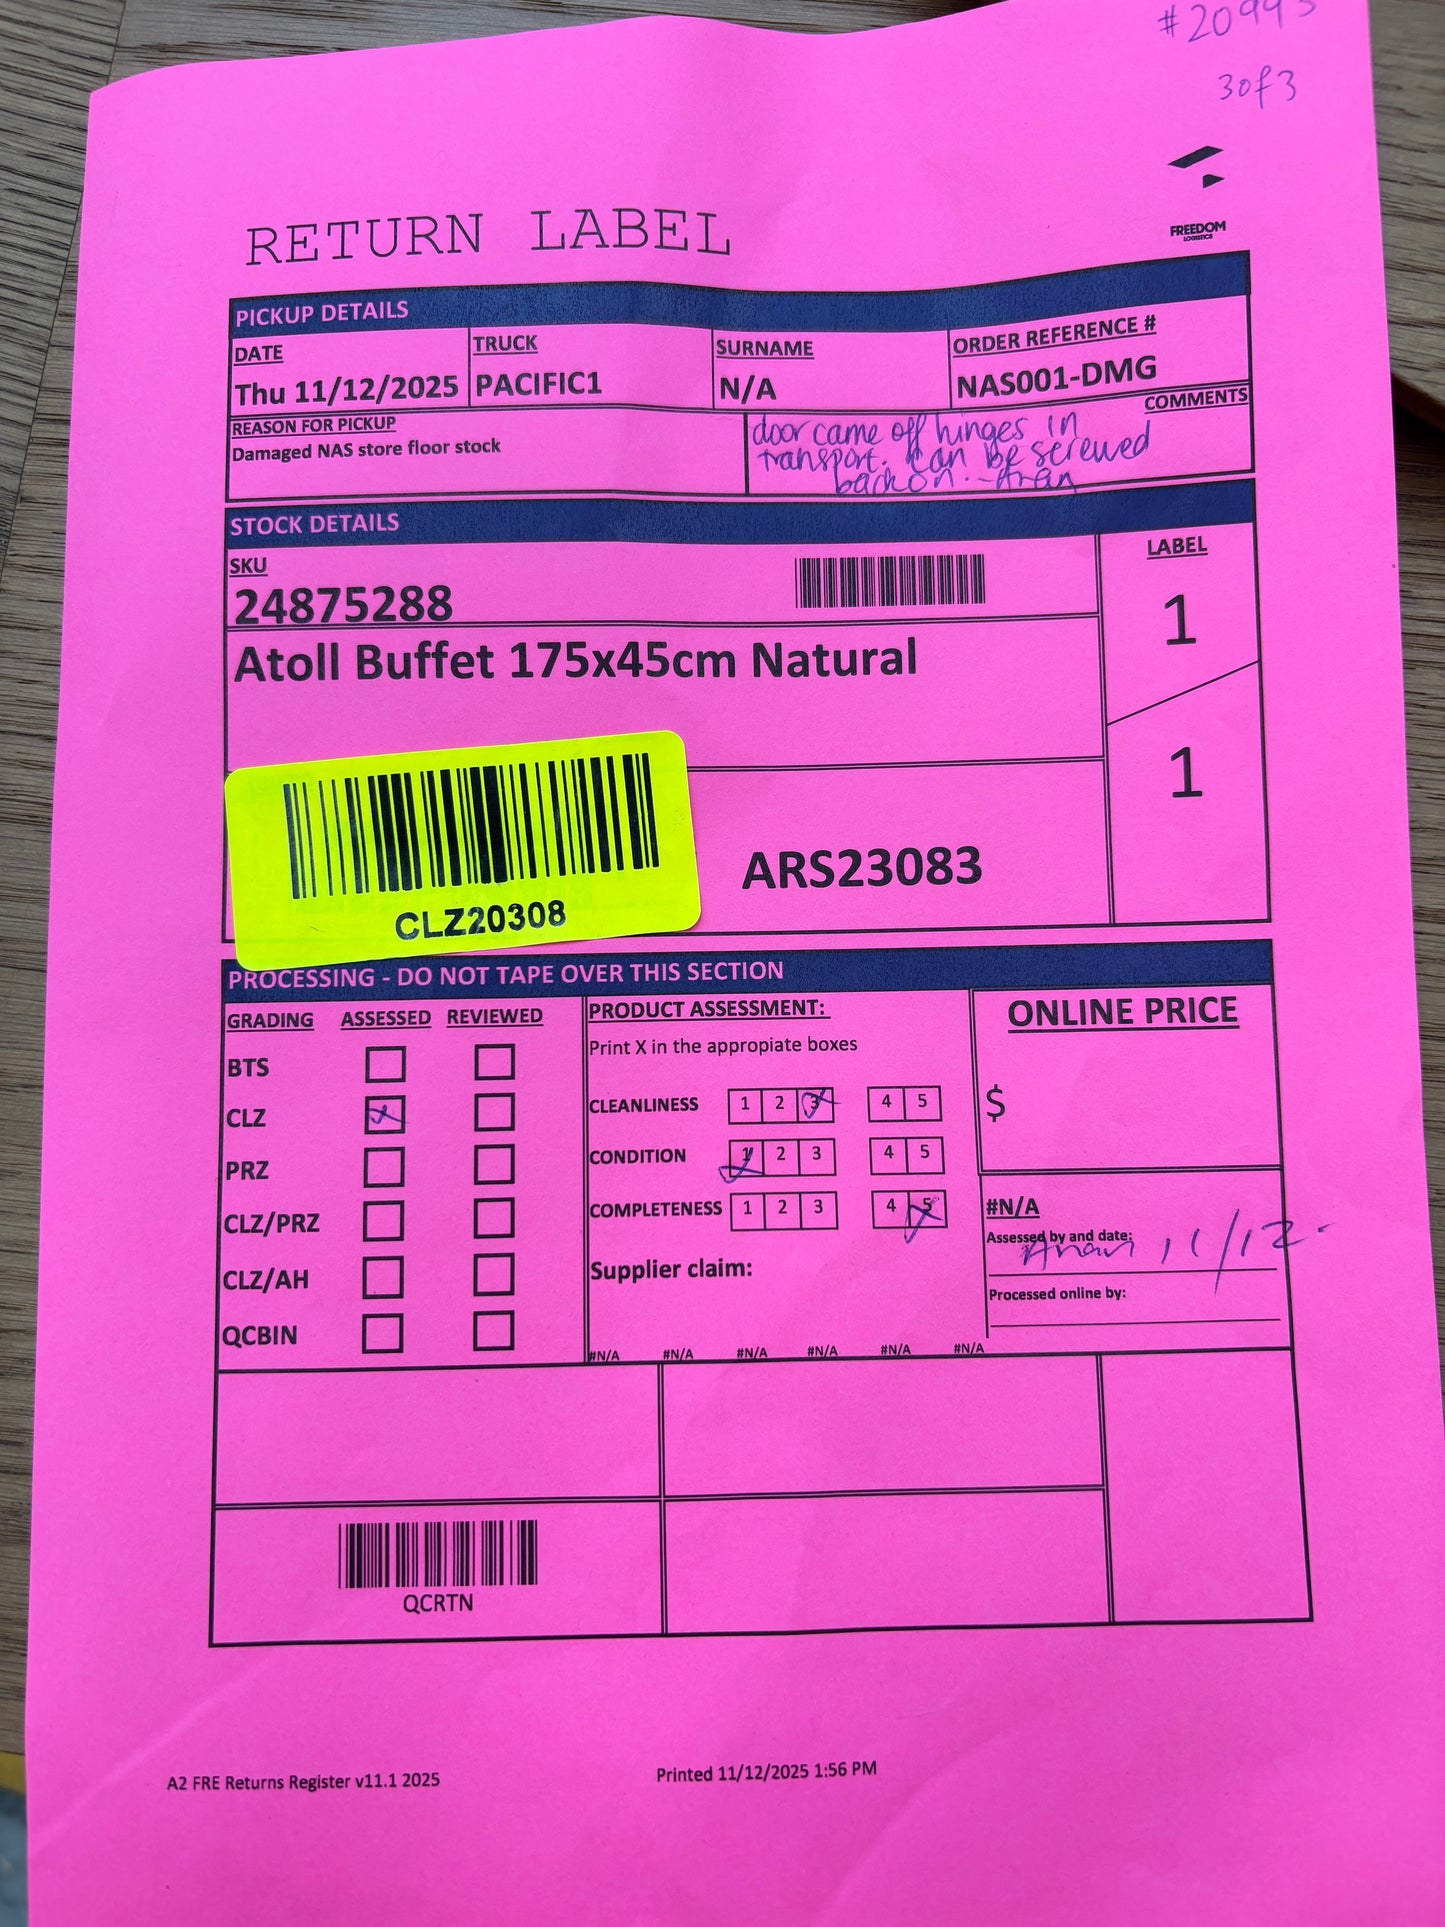 3 of 3
FREEDOM
LOGISTICS
RETURN LABEL
PICKUP DETAILS
DATE
Thu 11/12/2025
TRUCK
PACIFIC1
SURNAME
N/A
ORDER REFERENCE #
NAS001-DMG
REASON FOR PICKUP
Damaged NAS store floor stock
COMMENTS
door came off hinges in
transport. Can be screwed
back on. - Aran
STOCK DETAILS
SKU
24875288
LABEL
1
Atoll Buffet 175x45cm Natural
1
CLZ20308
ARS23083
PROCESSING - DO NOT TAPE OVER THIS SECTION
GRADING ASSESSED REVIEWED
BTS
CLZ
PRZ
CLZ/PRZ
CLZ/AH
QCBIN
PRODUCT ASSESSMENT:
Print X in the appropiate boxes
CLEANLINESS 1 2 3 4 5
CONDITION 1 2 3 4 5
COMPLETENESS 1 2 3 4 5
Supplier claim:
#N/A #N/A #N/A #N/A #N/A #N/A
ONLINE PRICE
$
#N/A
Assessed by and date:
Aran 11/12.
Processed online by:
QCRTN
A2 FRE Returns Register v11.1 2025
Printed 11/12/2025 1:56 PM